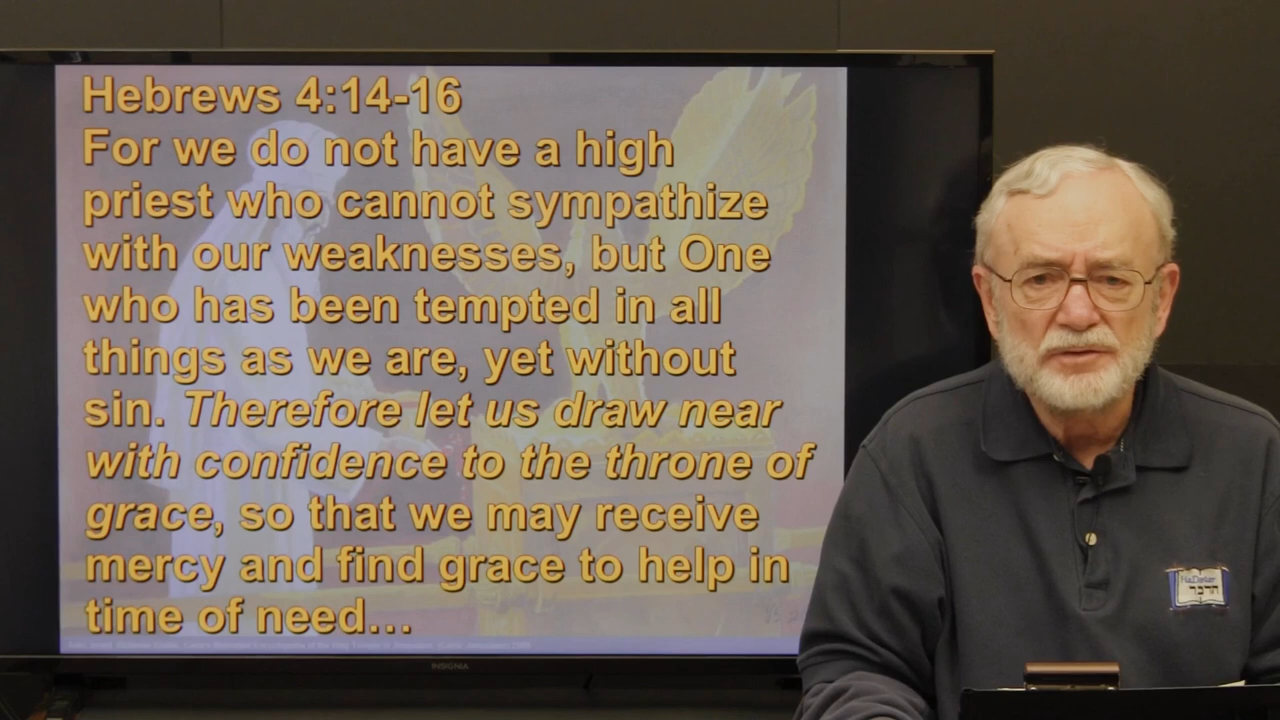 Hebrews 4:14-16
For we do not have a high
priest who cannot sympathize
with our weaknesses, but One
who has been tempted in all
things as we are, yet without
sin. Therefore let us draw near
with confidence to the throne of
grace, so that we may receive
mercy and find grace to help in
time of need...
INSIGNIA
HaDavar
הדבר